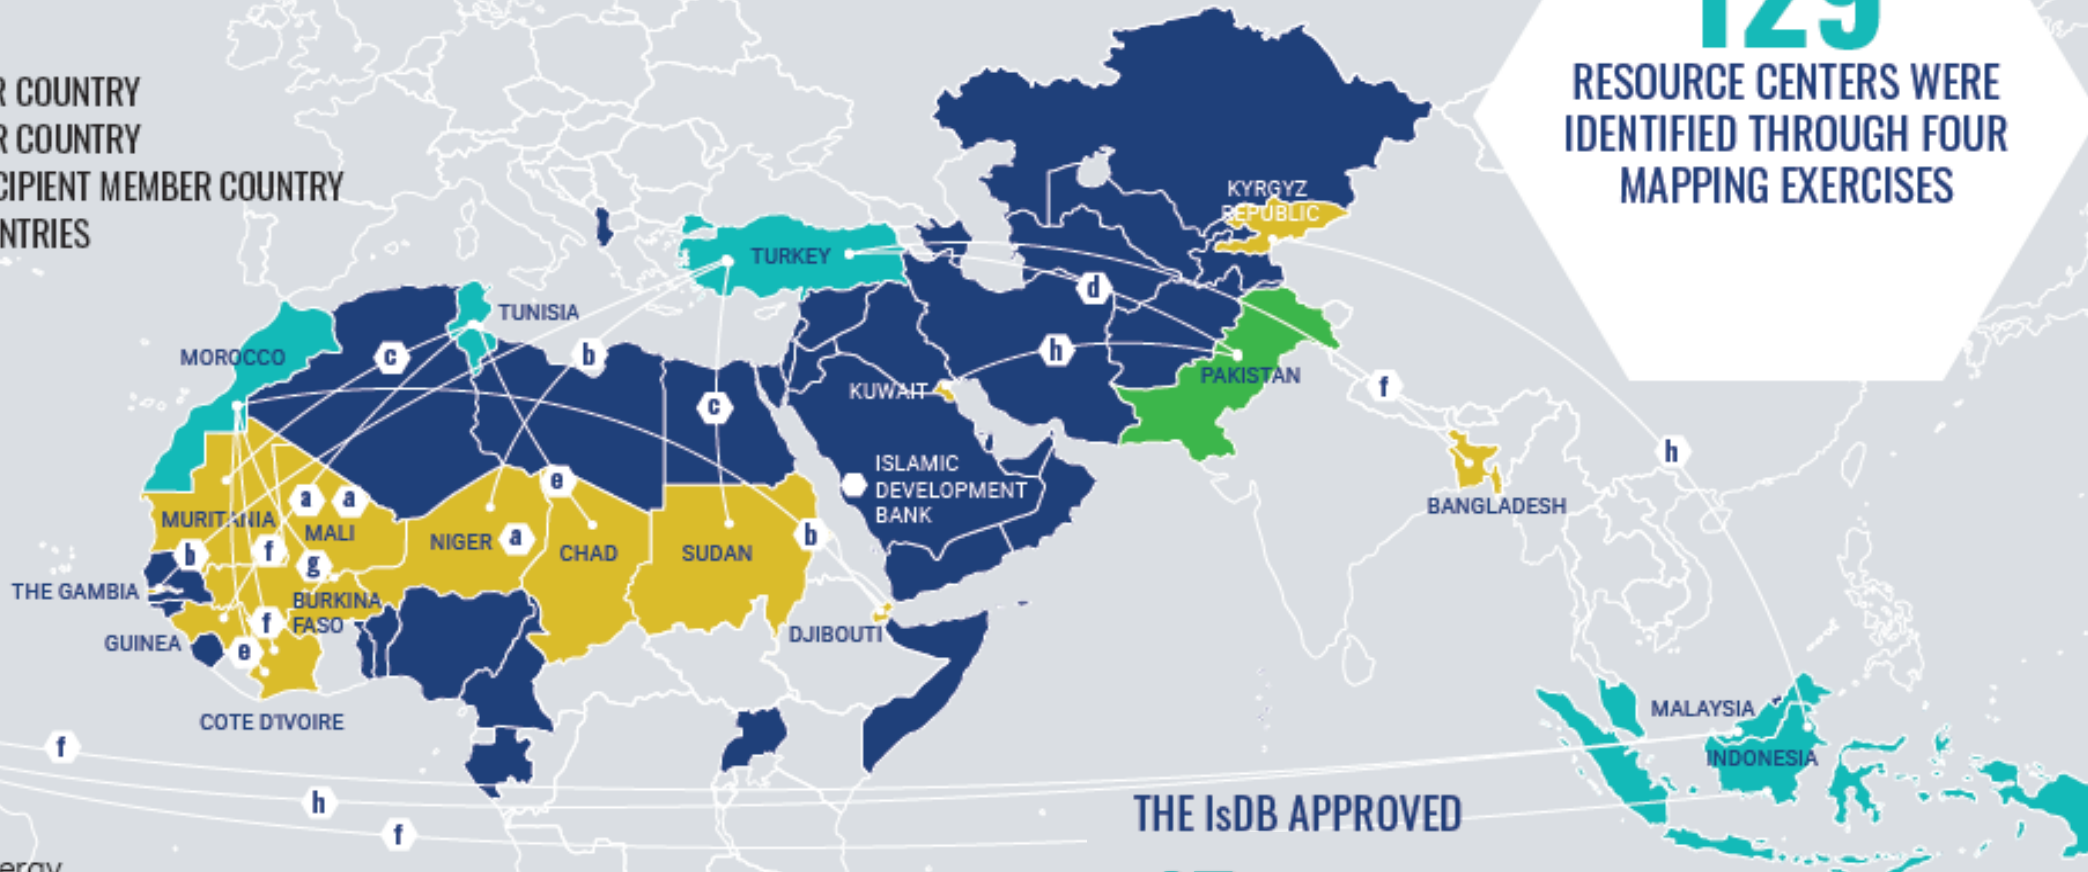 129
RESOURCE CENTERS WERE
IDENTIFIED THROUGH FOUR
MAPPING EXERCISES
R COUNTRY
R COUNTRY
CIPIENT MEMBER COUNTRY
NTRIES
KYRGYZ
REPUBLIC
TURKEY
d
TUNISIA
MOROCCO
c
b
h
KUWAIT
PAKISTAN
f
c
h
ISLAMIC
DEVELOPMENT
BANK
e
a
a
BANGLADESH
MURITANIA
MALI
NIGER
a
CHAD
SUDAN
b
b
f
g
THE GAMBIA
BURKINA
FASO
f
DJIBOUTI
GUINEA
e
COTE D'IVOIRE
MALAYSIA
INDONESIA
f
h
f
THE IsDB APPROVED
ergy